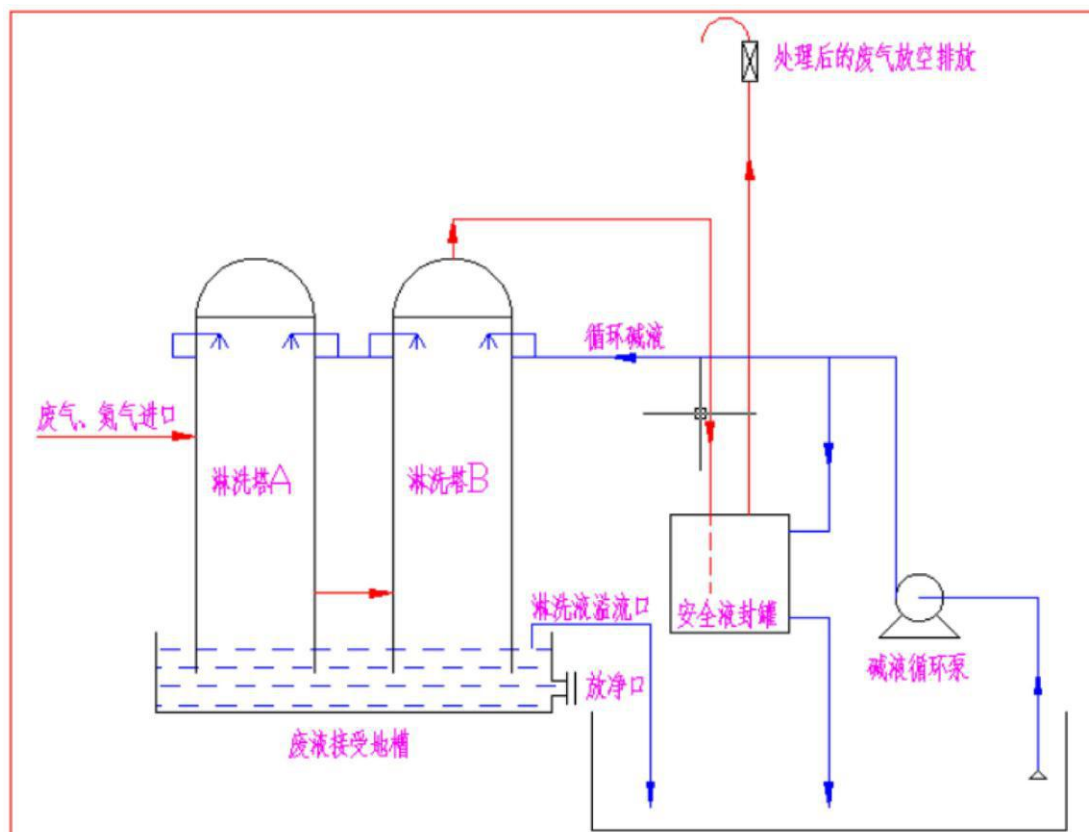 处理后的废气放空排放
循环碱液
废气、氮气进口
淋洗塔A
淋洗塔B
淋洗液溢流口
安全液封罐
碱液循环泵
放净口
废液接受地槽